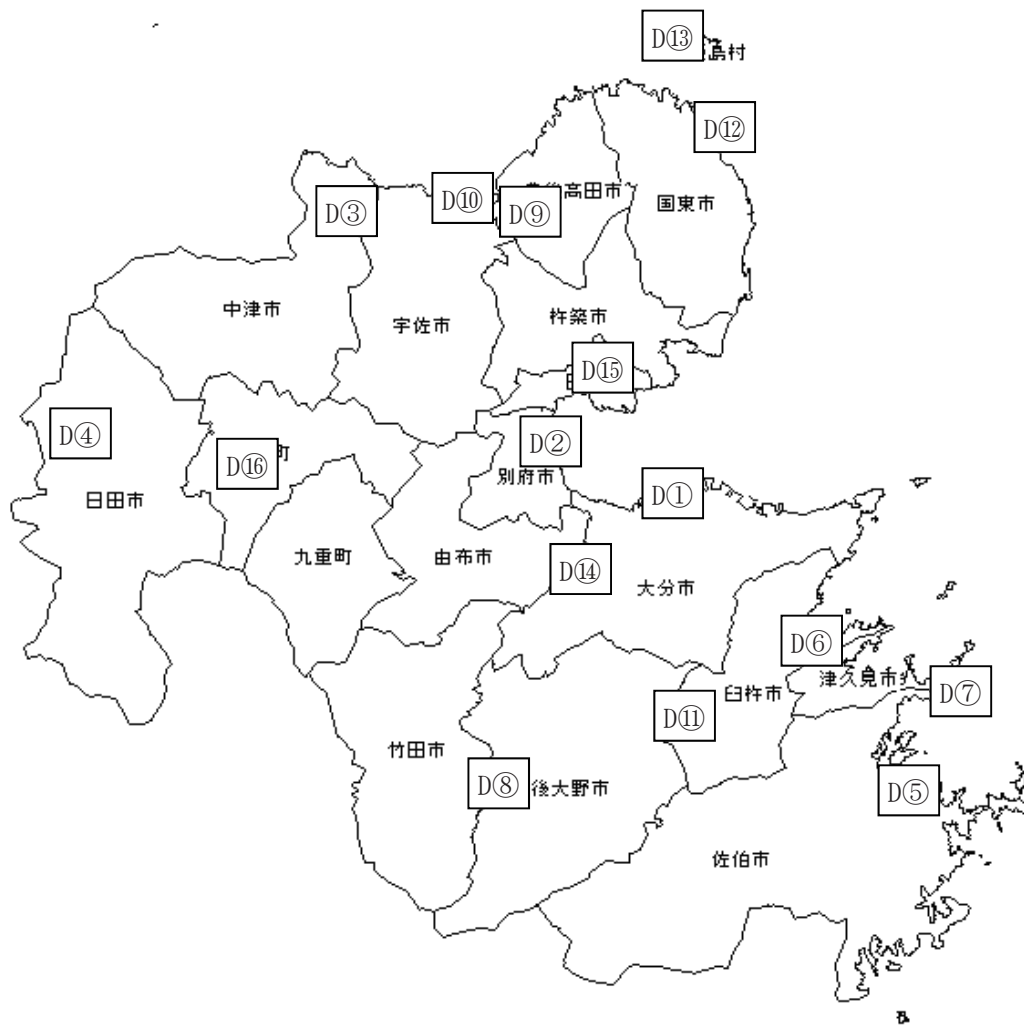 D⑬
島村
D⑫
D③
D⑩
D⑨
高田市
国東市
中津市
宇佐市
杵築市
D⑮
D④
D②
D⑯
町
別府市
D①
日田市
九重町
由布市
D⑭
大分市
D⑥
津久見市
D⑦
臼杵市
D⑪
竹田市
D⑧
後大野市
D⑤
佐伯市